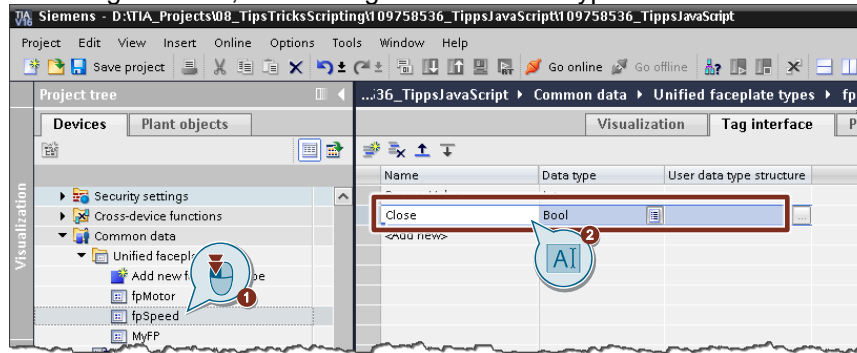 Siemens - D:\TIA_Projects\08_TipsTricksScripting\109758536_TippsJavaScript\109758536_TippsJavaScript
Project Edit View Insert Online Options Tools Window Help
Save project Go online Go offline
Project tree
...36_TippsJavaScript Common data Unified faceplate types
Devices Plant objects
Visualization Tag interface
Name Data type User data type structure
Visualization
Security settings
Cross-device functions
Close Bool
Common data
2
<Add new>
AI
Add new
fpMotor
1
fpSpeed
MyFP